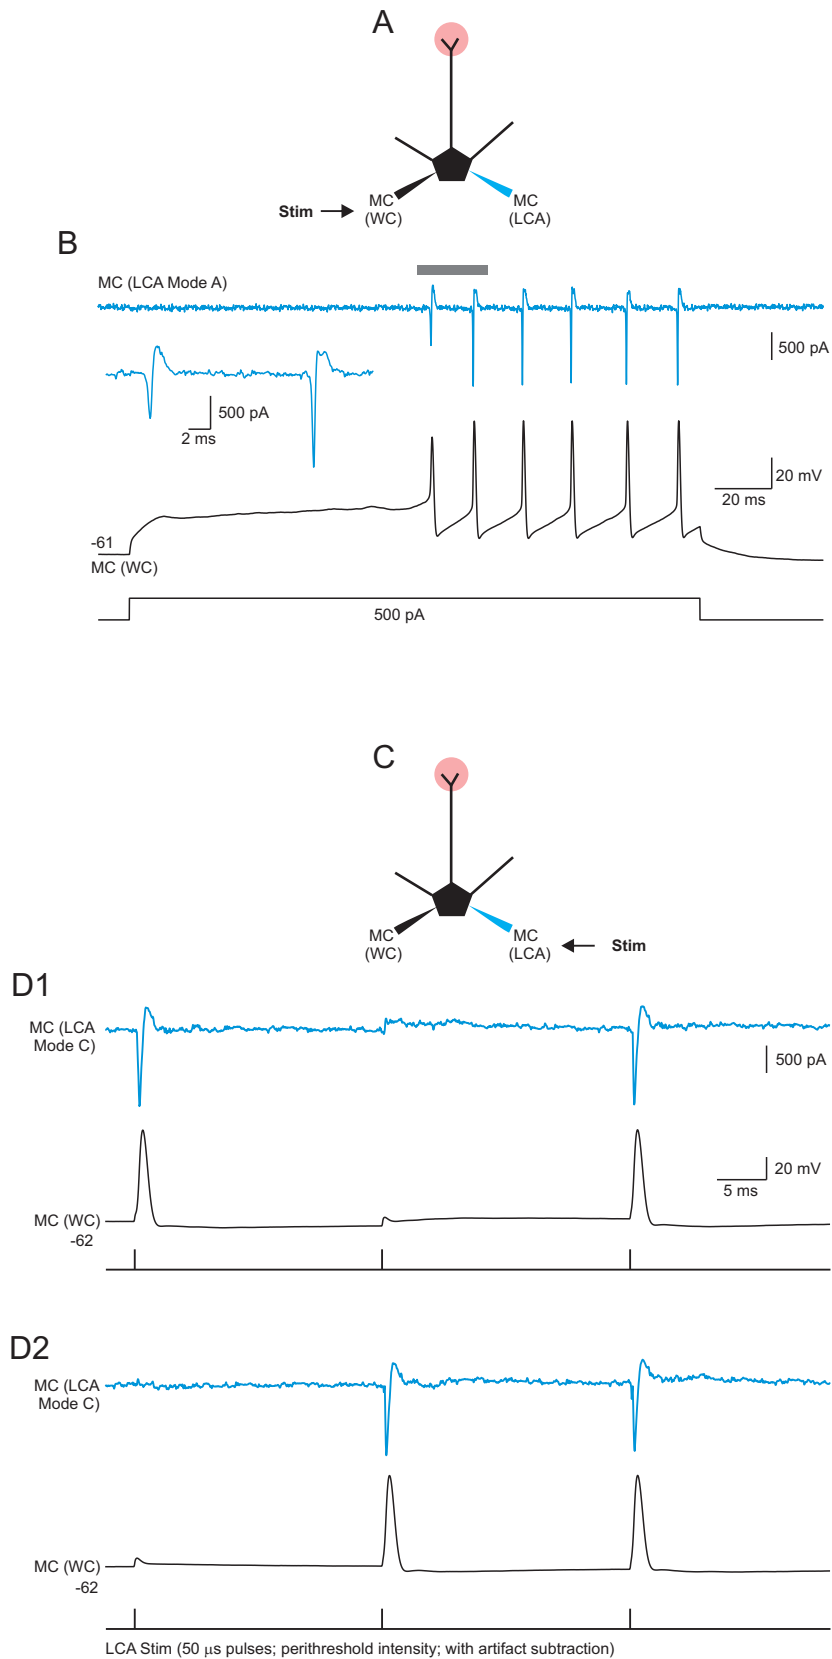 A
Stim
MC
(WC)
MC
(LCA)
B
MC (LCA Mode A)
500 pA
500 pA
2 ms
20 mV
20 ms
-61
MC (WC)
500 pA
C
MC
(WC)
MC
(LCA)
Stim
D1
MC (LCA
Mode C)
500 pA
20 mV
5 ms
MC (WC)
-62
D2
MC (LCA
Mode C)
MC (WC)
-62
LCA Stim (50 µs pulses; perithreshold intensity; with artifact subtraction)